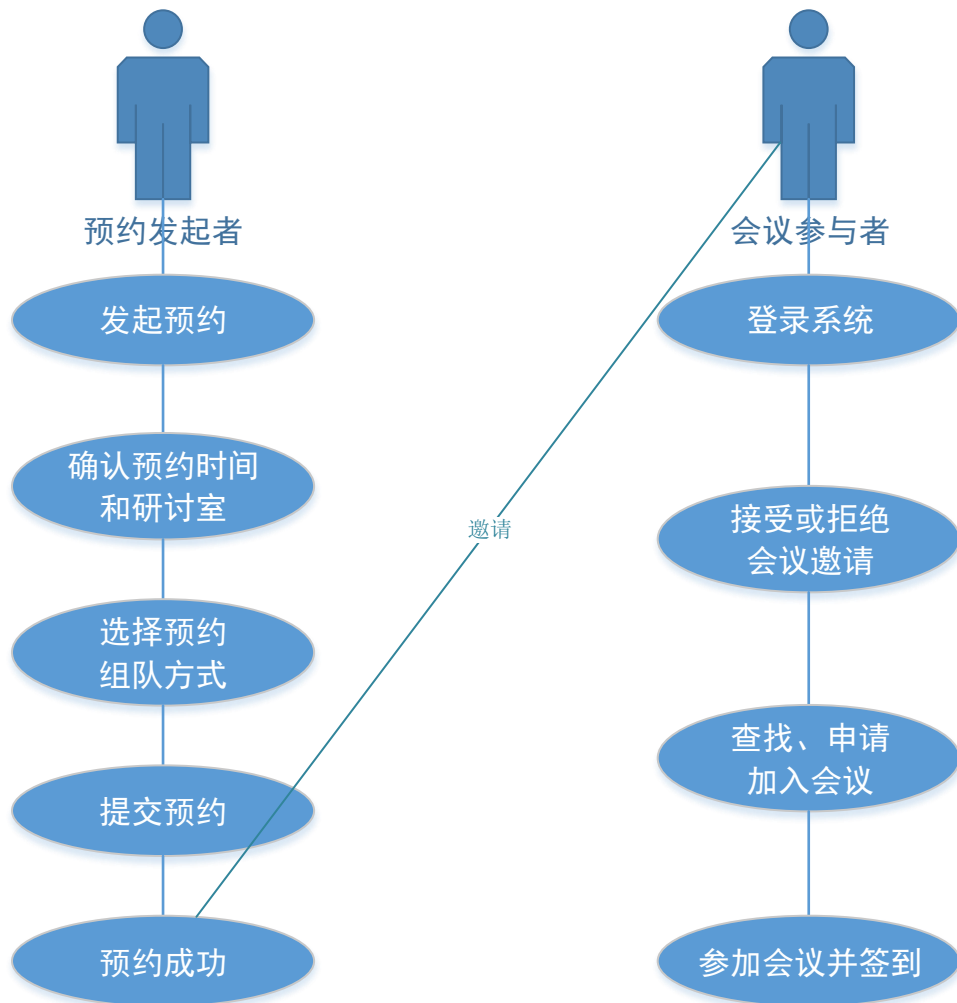 预约发起者
发起预约
确认预约时间
和研讨室
选择预约
组队方式
提交预约
预约成功
邀请
会议参与者
登录系统
接受或拒绝
会议邀请
查找、申请
加入会议
参加会议并签到